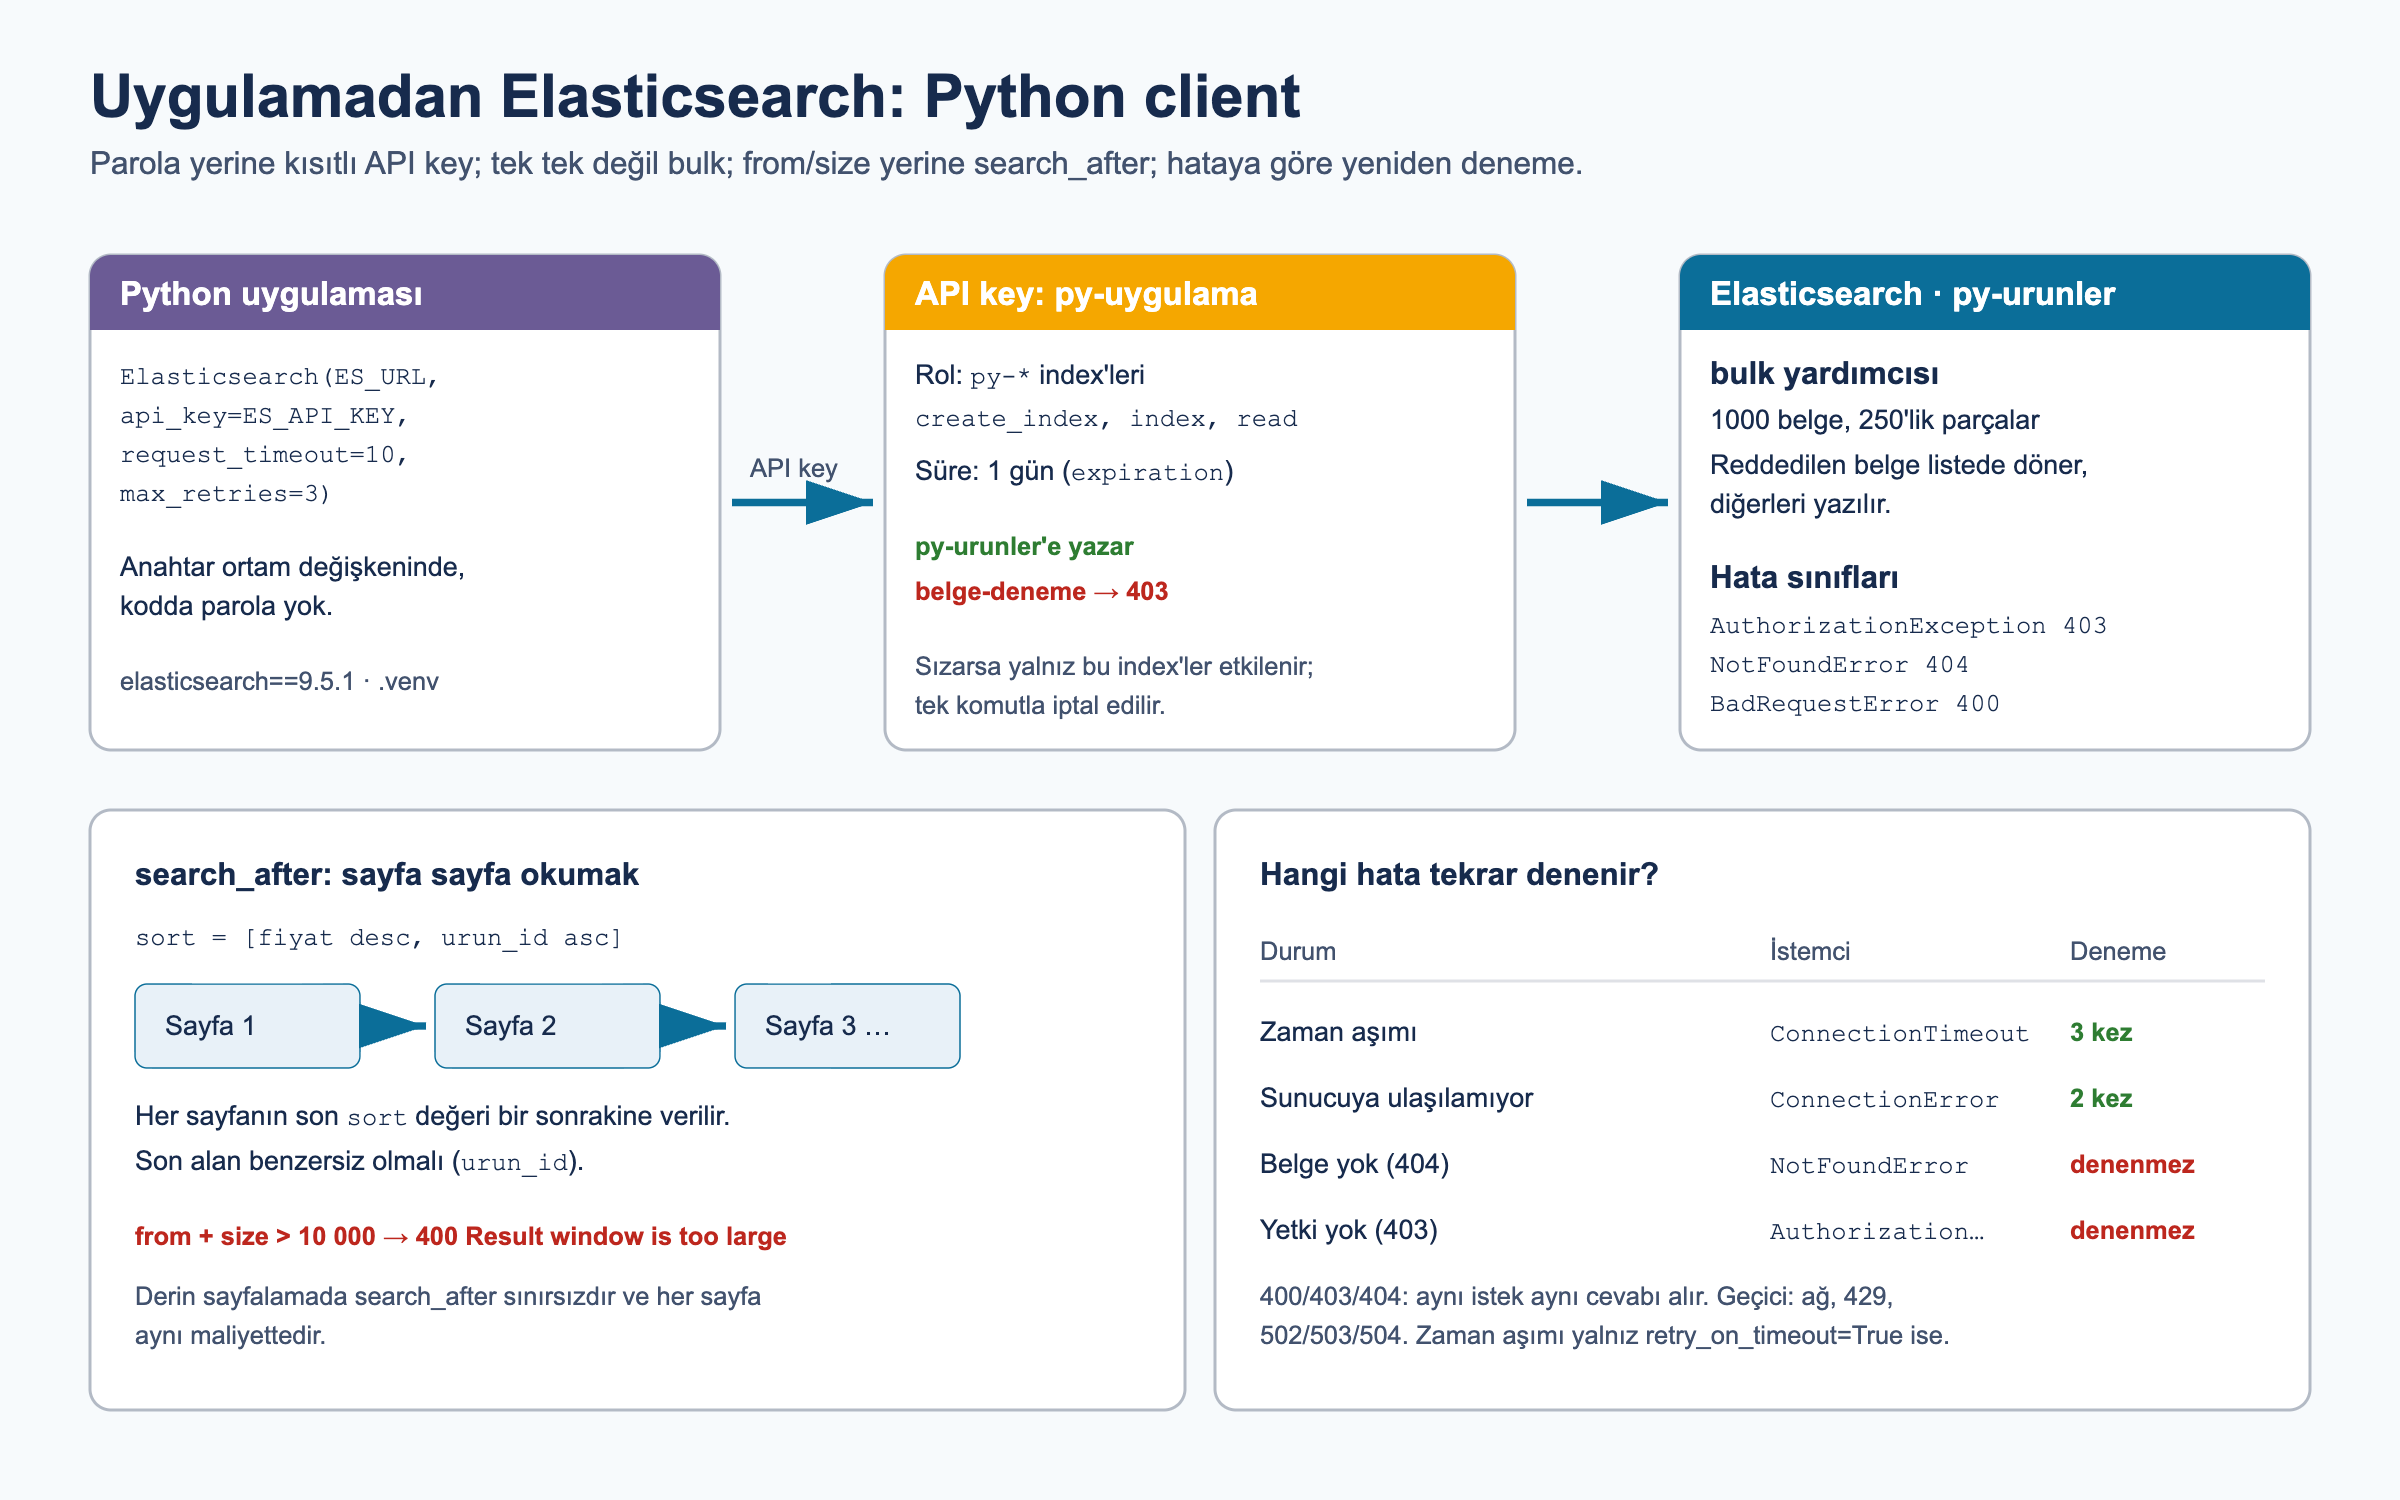 Uygulamadan Elasticsearch: Python client
Parola yerine kısıtlı API key; tek tek değil bulk; from/size yerine search_after; hataya göre yeniden deneme.
Python uygulaması
Elasticsearch(ES_URL,
api_key=ES_API_KEY,
request_timeout=10,
max_retries=3)
Anahtar ortam değişkeninde,
kodda parola yok.
elasticsearch==9.5.1 · .venv
API key
API key: py-uygulama
Rol: py-* index'leri
create_index, index, read
Süre: 1 gün (expiration)
py-urunler'e yazar
belge-deneme → 403
Sızarsa yalnız bu index'ler etkilenir;
tek komutla iptal edilir.
Elasticsearch · py-urunler
bulk yardımcısı
1000 belge, 250'lik parçalar
Reddedilen belge listede döner,
diğerleri yazılır.
Hata sınıfları
AuthorizationException 403
NotFoundError 404
BadRequestError 400
search_after: sayfa sayfa okumak
sort = [fiyat desc, urun_id asc]
Sayfa 1
Sayfa 2
Sayfa 3 …
Her sayfanın son sort değeri bir sonrakine verilir.
Son alan benzersiz olmalı (urun_id).
from + size > 10 000 → 400 Result window is too large
Derin sayfalamada search_after sınırsızdır ve her sayfa
aynı maliyettedir.
Hangi hata tekrar denenir?
Durum İstemci Deneme
Zaman aşımı ConnectionTimeout 3 kez
Sunucuya ulaşılamıyor ConnectionError 2 kez
Belge yok (404) NotFoundError denenmez
Yetki yok (403) Authorization… denenmez
400/403/404: aynı istek aynı cevabı alır. Geçici: ağ, 429,
502/503/504. Zaman aşımı yalnız retry_on_timeout=True ise.